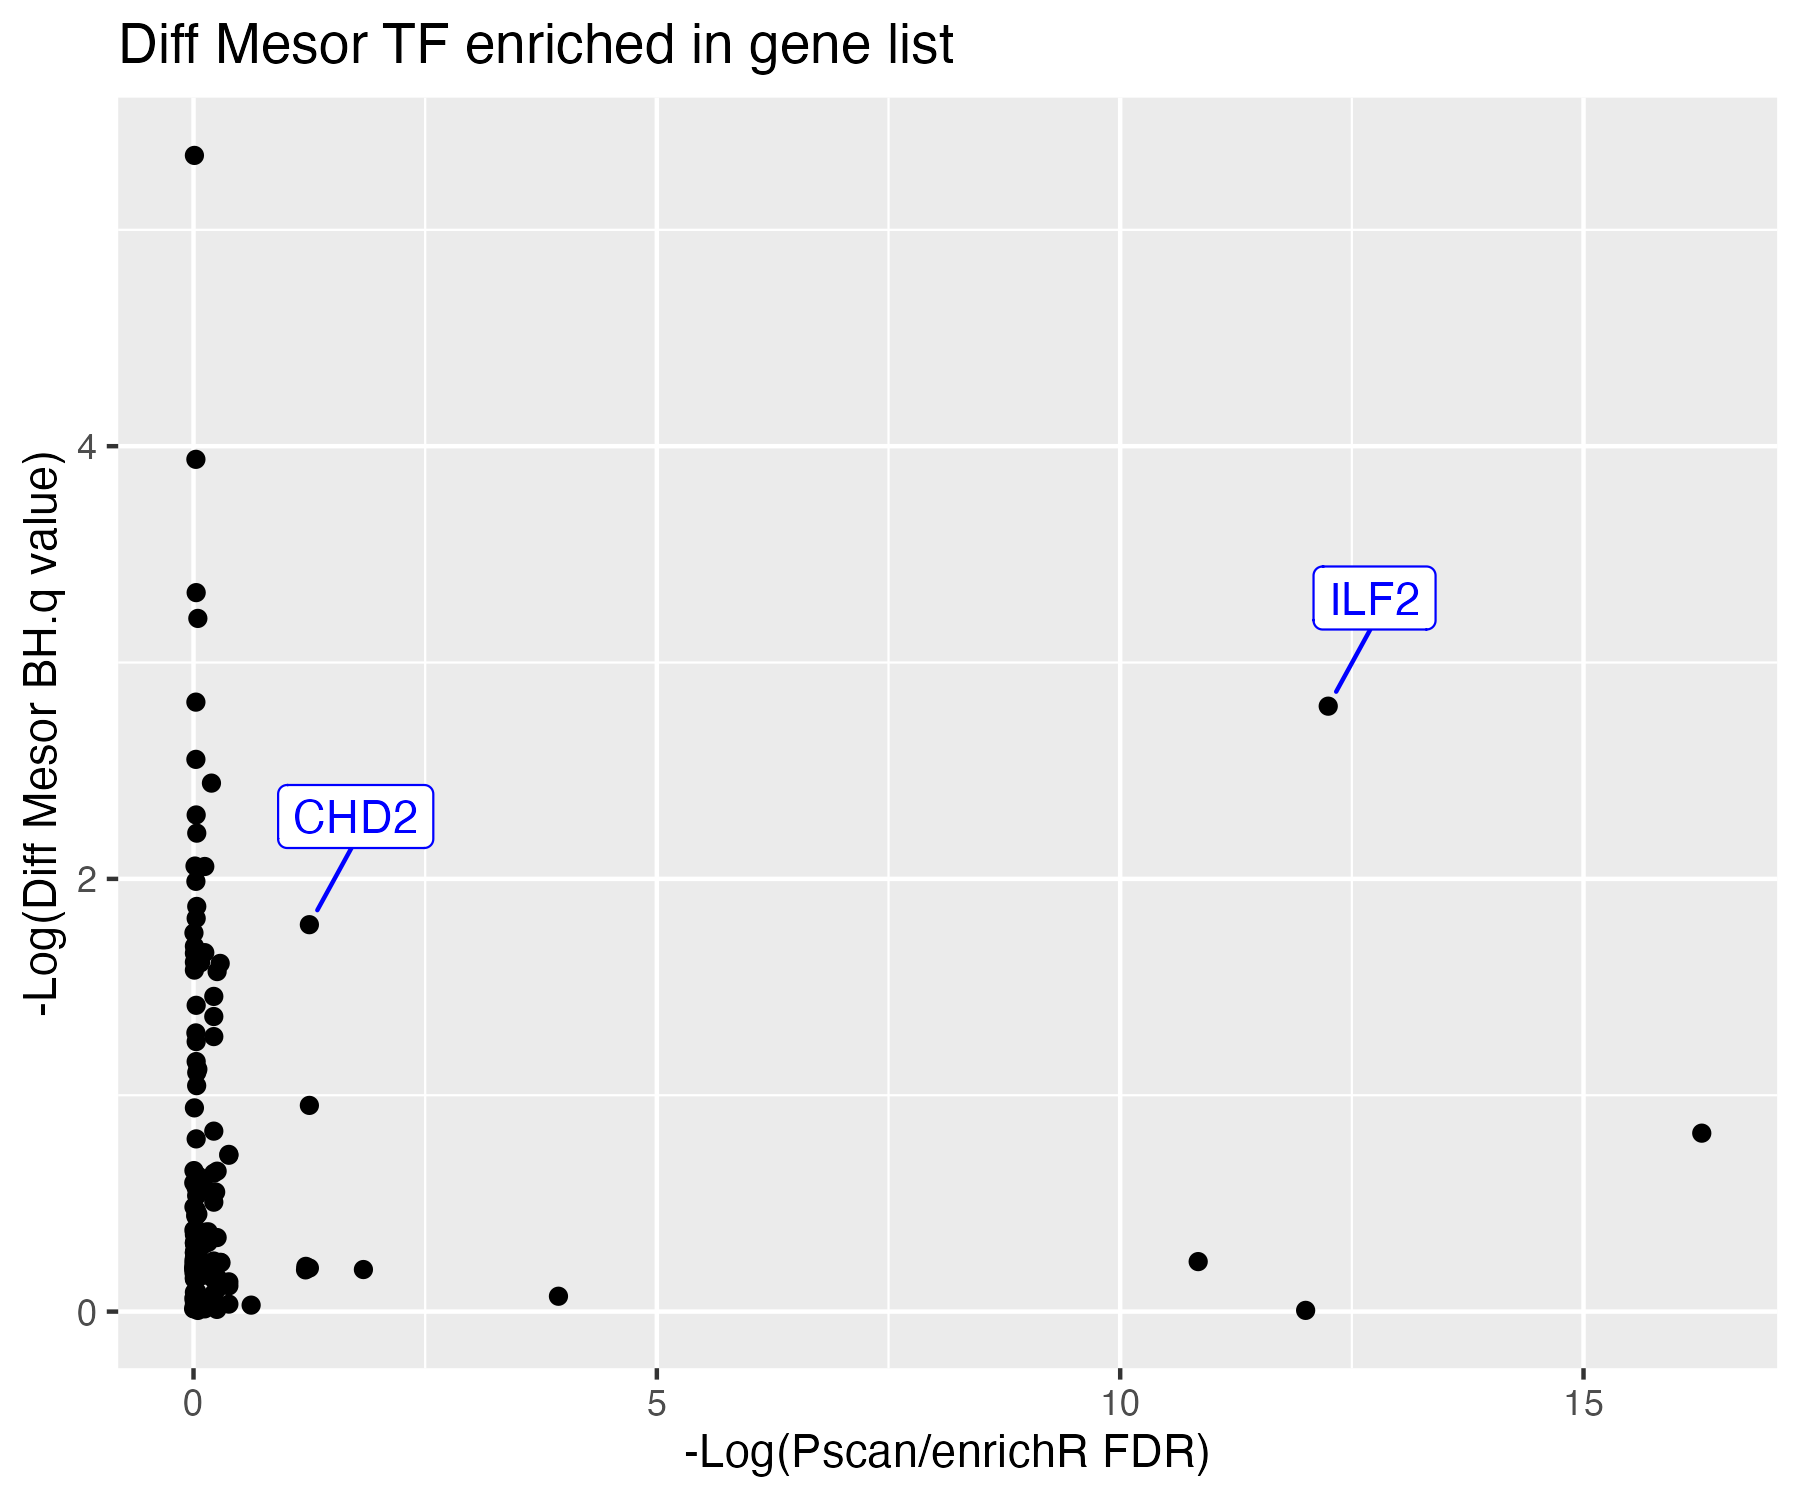 Diff Mesor TF enriched in gene list
-Log(Diff Mesor BH.q value)
4
2
0
ILF2
CHD2
0 5 10 15
-Log(Pscan/enrichR FDR)